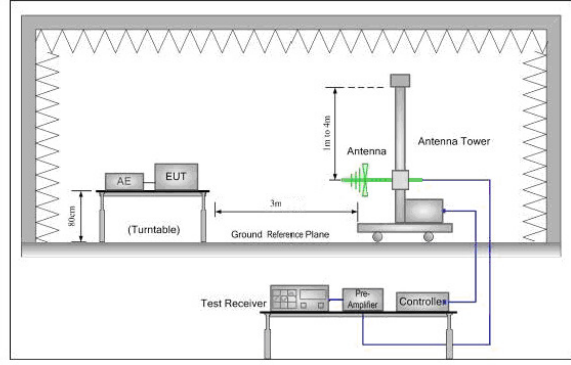 1m to 4m
Antenna
Antenna Tower
AE
EUT
80cm
(Turntable)
3m
Ground Reference Plane
Test Receiver
Pre-
Amplifier
Controller